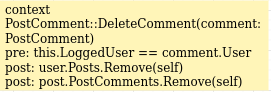 context
PostComment::DeleteComment(comment:
PostComment)
pre: this.LoggedUser == comment.User
post: user.Posts.Remove(self)
post: post.PostComments.Remove(self)